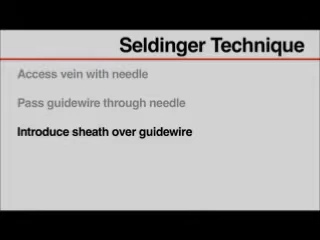 Seldinger Technique
Access vein with needle
Pass guidewire through needle
Introduce sheath over guidewire